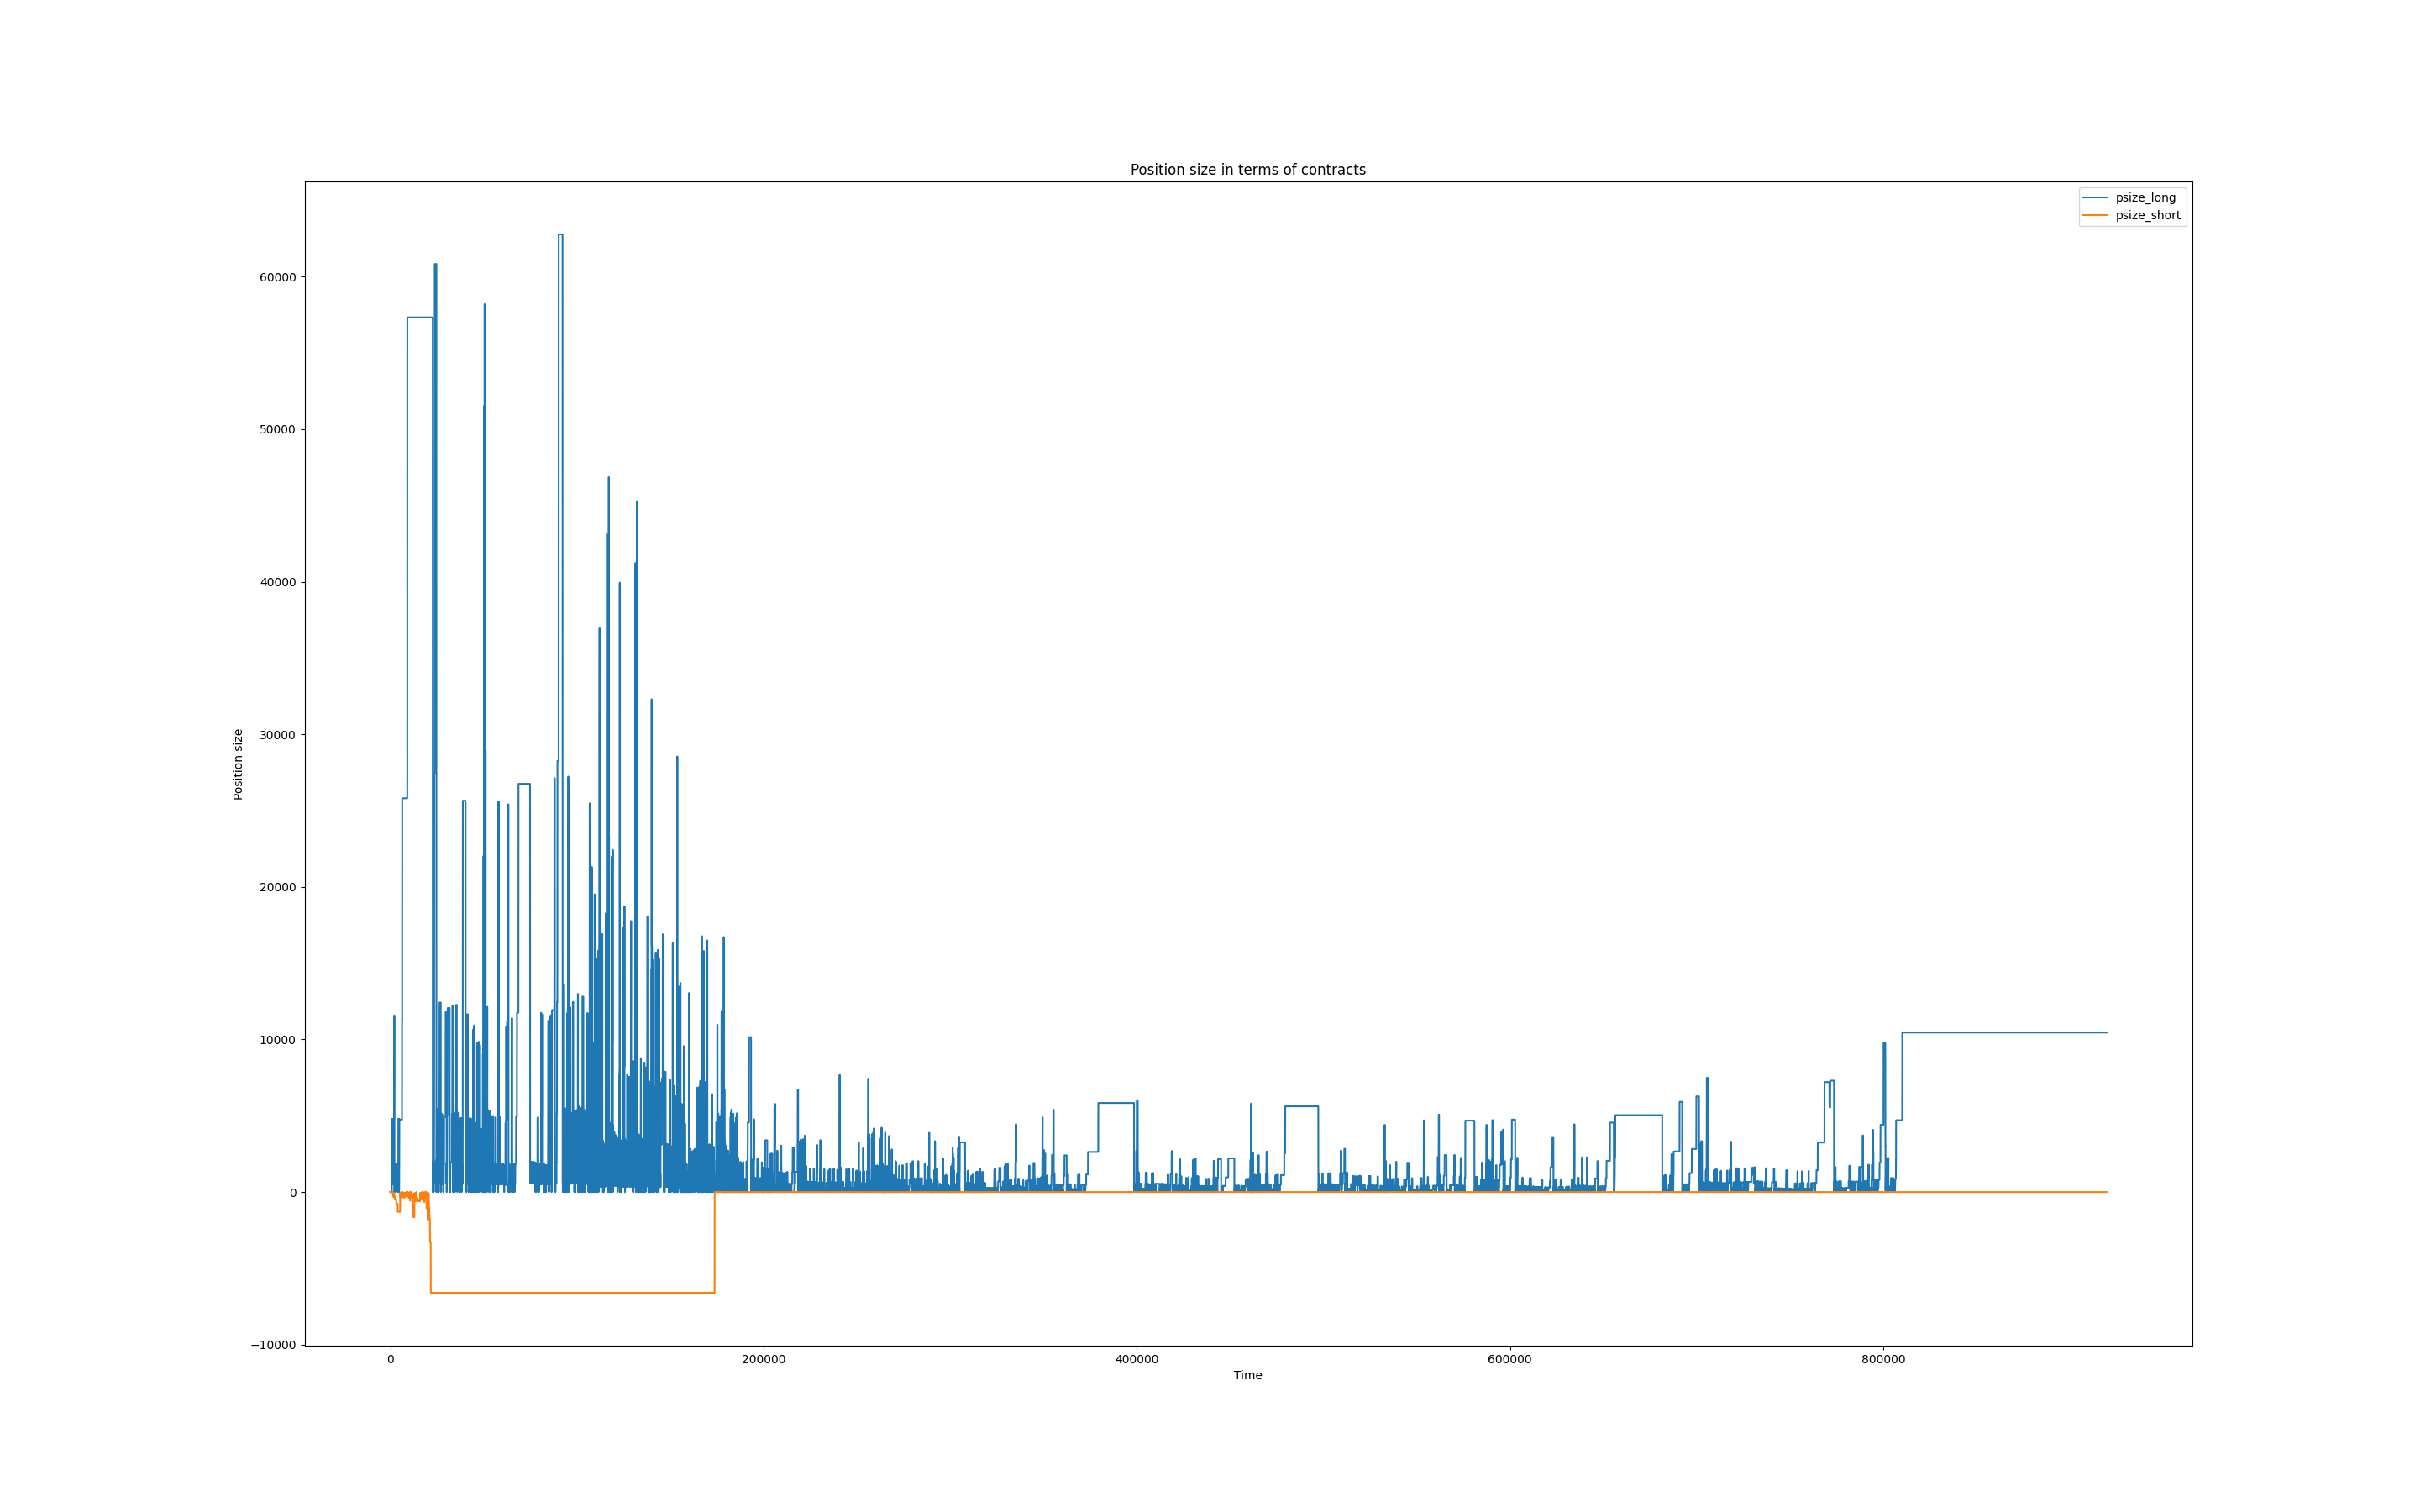 Position size in terms of contracts
psize_long
psize_short
60000
50000
40000
30000
20000
10000
0
−10000
Position size
0 200000 400000 600000 800000
Time